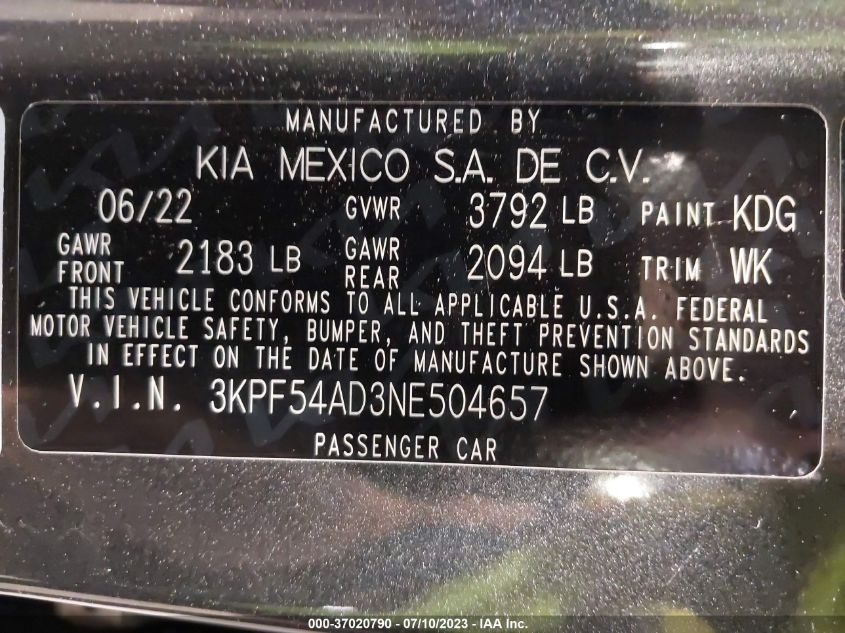 MANUFACTURED BY
KIA MEXICO S.A. DE C.V.
06/22 GVWR 3792 LB PAINT KDG
GAWR FRONT 2183 LB GAWR REAR 2094 LB TRIM WK
THIS VEHICLE CONFORMS TO ALL APPLICABLE U.S.A. FEDERAL
MOTOR VEHICLE SAFETY, BUMPER, AND THEFT PREVENTION STANDARDS
IN EFFECT ON THE DATE OF MANUFACTURE SHOWN ABOVE.
V.I.N. 3KPF54AD3NE504657
PASSENGER CAR
000-37020790 - 07/10/2023 - IAA Inc.